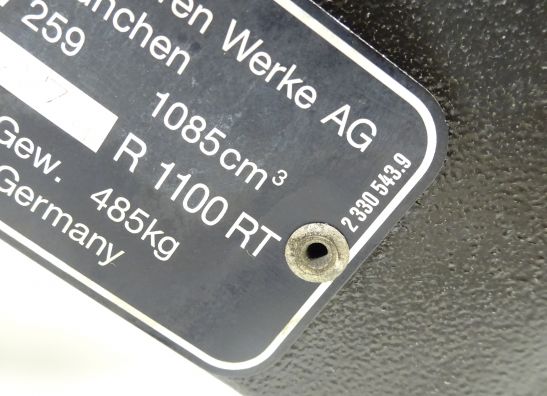 ren Werke AG
nchen
259
1085cm³
R 1100 RT
Gew. 485kg
Germany
2 330 543.9